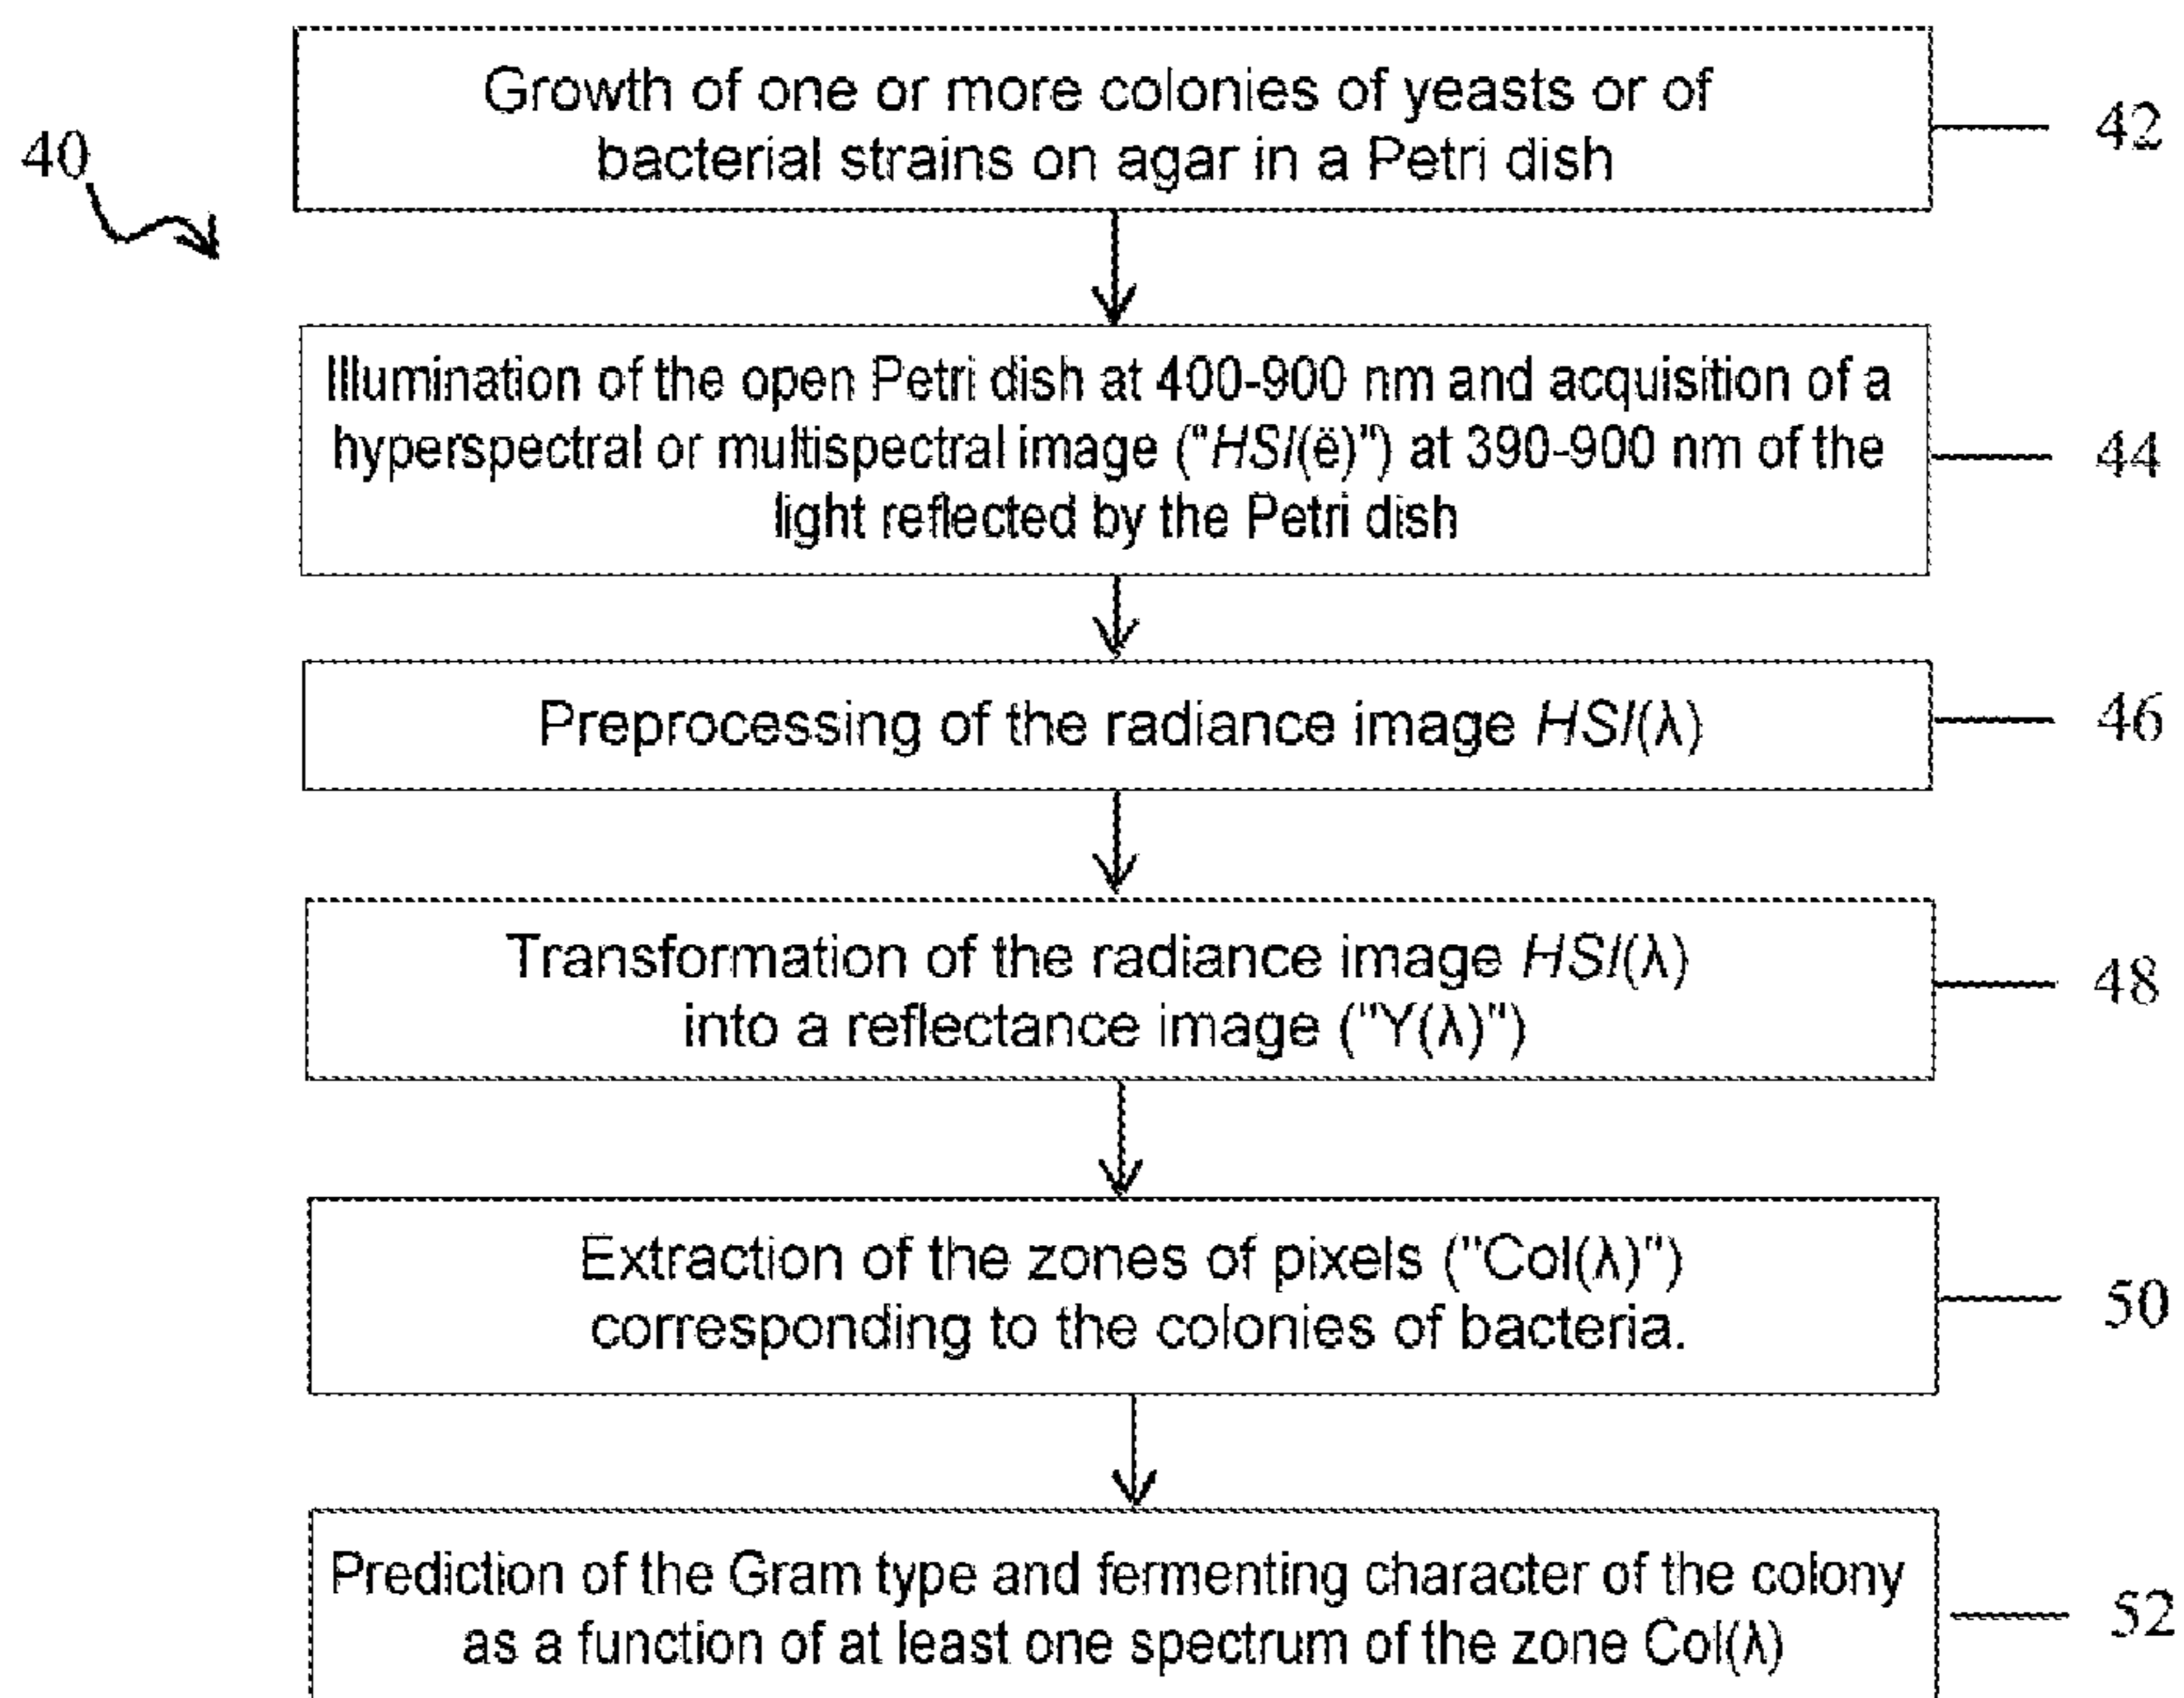 Growth of one or more colonies of yeasts or of
bacterial strains on agar in a Petri dish
42
40
Illumination of the open Petri dish at 400-900 nm and acquisition of a
hyperspectral or multispectral image ("HSI(ë)") at 390-900 nm of the
light reflected by the Petri dish
44
Preprocessing of the radiance image HSI(λ)
46
Transformation of the radiance image HSI(λ)
into a reflectance image ("Y(λ)")
48
Extraction of the zones of pixels ("Col(λ)")
corresponding to the colonies of bacteria.
50
Prediction of the Gram type and fermenting character of the colony
as a function of at least one spectrum of the zone Col(λ)
52